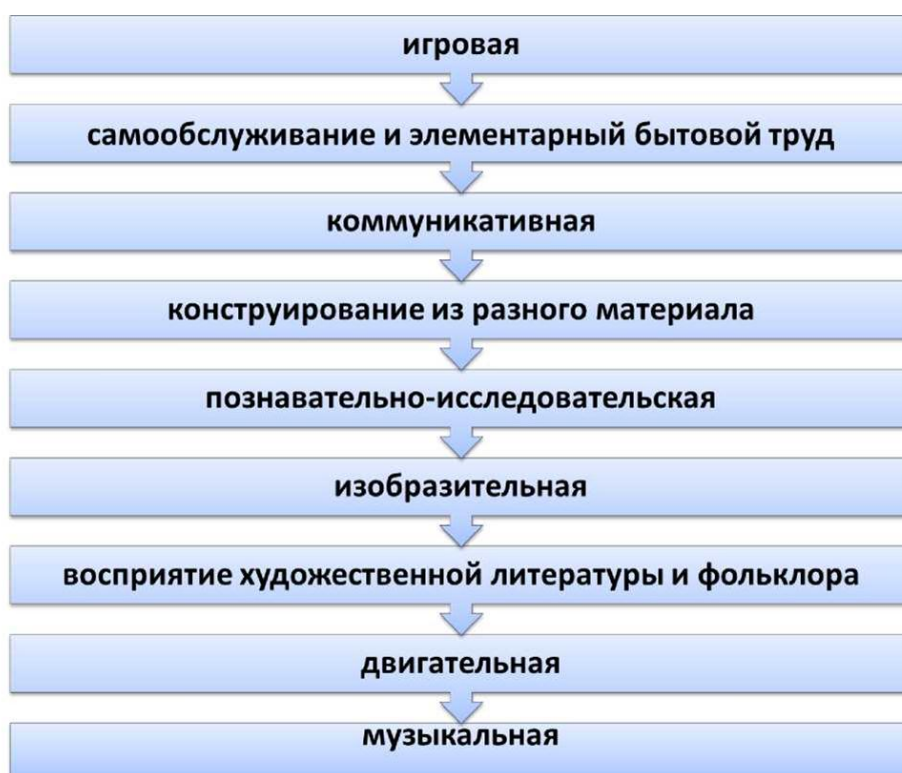 игровая
самообслуживание и элементарный бытовой труд
коммуникативная
конструирование из разного материала
познавательно-исследовательская
изобразительная
восприятие художественной литературы и фольклора
двигательная
музыкальная